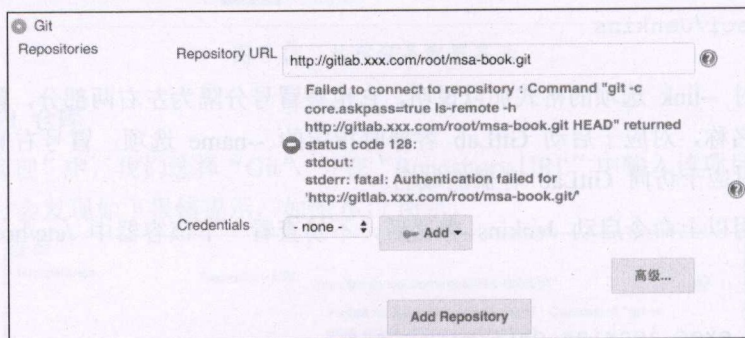 Git
Repositories
Repository URL
http://gitlab.xxx.com/root/msa-book.git
Failed to connect to repository : Command "git -c
core.askpass=true ls-remote -h
http://gitlab.xxx.com/root/msa-book.git HEAD" returned
status code 128:
stdout:
stderr: fatal: Authentication failed for
'http://gitlab.xxx.com/root/msa-book.git/'
Credentials
- none -
Add
高级...
Add Repository